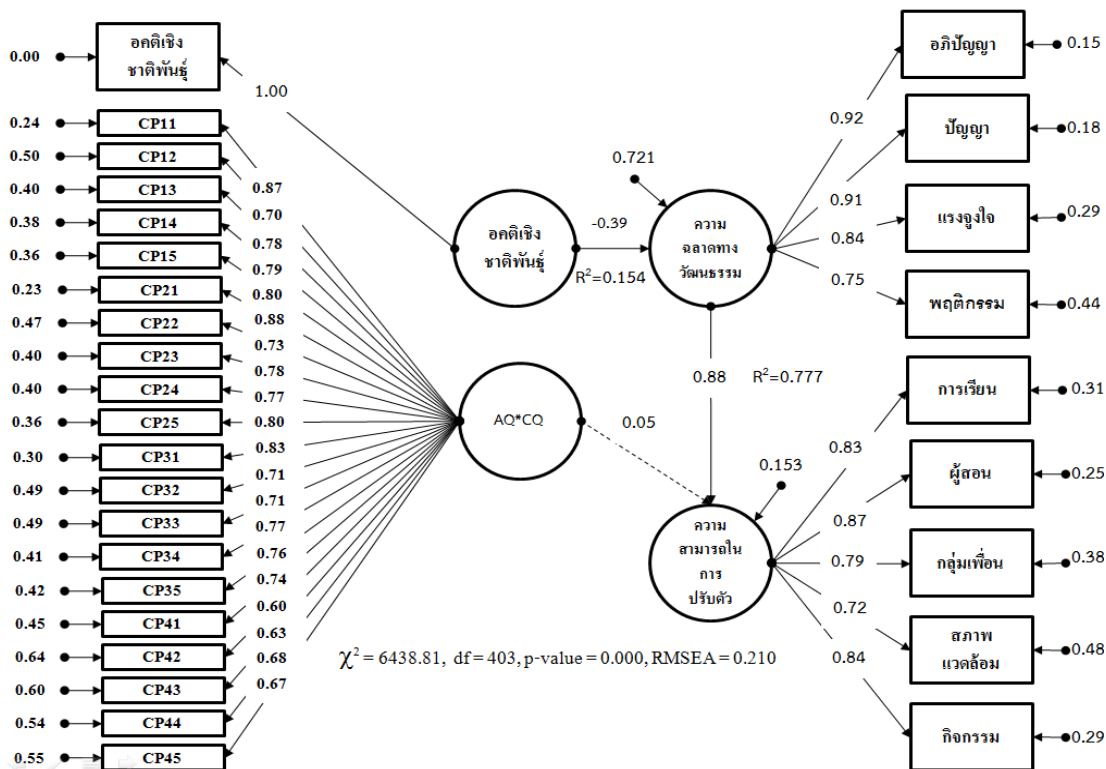 0.00
อคติเชิง
ชาติพันธุ์
1.00
0.24
CP11
0.87
0.50
CP12
0.70
0.40
CP13
0.78
0.38
CP14
0.79
0.36
CP15
0.80
0.23
CP21
0.88
0.47
CP22
0.73
0.40
CP23
0.78
0.40
CP24
0.77
0.36
CP25
0.80
0.30
CP31
0.83
0.49
CP32
0.71
0.49
CP33
0.71
0.41
CP34
0.77
0.42
CP35
0.76
0.45
CP41
0.74
0.64
CP42
0.60
0.60
CP43
0.63
0.54
CP44
0.68
0.55
CP45
0.67
อคติเชิง
ชาติพันธุ์
-0.39
R²=0.154
0.721
ความ
ฉลาดทาง
วัฒนธรรม
AQ*CQ
0.05
0.88
R²=0.777
0.153
ความ
สามารถใน
การ
ปรับตัว
0.92
อภิปัญญา
0.15
0.91
ปัญญา
0.18
0.84
แรงจูงใจ
0.29
0.75
พฤติกรรม
0.44
0.83
การเรียน
0.31
0.87
ผู้สอน
0.25
0.79
กลุ่มเพื่อน
0.38
0.72
สภาพ
แวดล้อม
0.48
0.84
กิจกรรม
0.29
χ² = 6438.81, df = 403, p-value = 0.000, RMSEA = 0.210